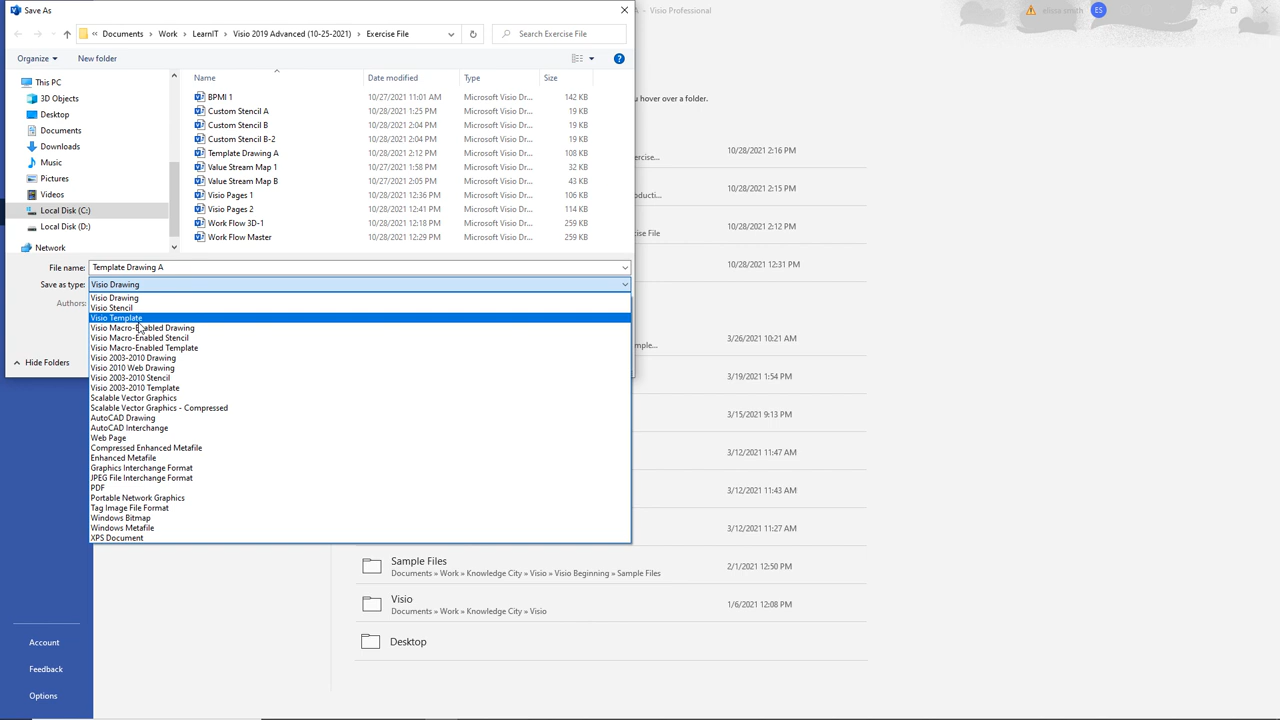 Save As
- Visio Professional
elissa smith
ES
« Documents > Work > LearnIT > Visio 2019 Advanced (10-25-2021) > Exercise File
Search Exercise File
Organize
New folder
This PC
3D Objects
Desktop
Documents
Downloads
Music
Pictures
Videos
Local Disk (C:)
Local Disk (D:)
Network
Name Date modified Type Size
BPMI 1 10/27/2021 11:01 AM Microsoft Visio Dr... 142 KB
Custom Stencil A 10/28/2021 1:25 PM Microsoft Visio Dr... 19 KB
Custom Stencil B 10/28/2021 2:04 PM Microsoft Visio Dr... 19 KB
Custom Stencil B-2 10/28/2021 2:04 PM Microsoft Visio Dr... 19 KB
Template Drawing A 10/28/2021 2:12 PM Microsoft Visio Dr... 108 KB
Value Stream Map 1 10/27/2021 1:58 PM Microsoft Visio Dr... 32 KB
Value Stream Map B 10/27/2021 2:05 PM Microsoft Visio Dr... 43 KB
Visio Pages 1 10/28/2021 12:36 PM Microsoft Visio Dr... 106 KB
Visio Pages 2 10/28/2021 12:41 PM Microsoft Visio Dr... 114 KB
Work Flow 3D-1 10/28/2021 12:18 PM Microsoft Visio Dr... 259 KB
Work Flow Master 10/28/2021 12:29 PM Microsoft Visio Dr... 259 KB
File name: Template Drawing A
Save as type: Visio Drawing
Authors:
Hide Folders
Visio Drawing
Visio Stencil
Visio Template
Visio Macro-Enabled Drawing
Visio Macro-Enabled Stencil
Visio Macro-Enabled Template
Visio 2003-2010 Drawing
Visio 2010 Web Drawing
Visio 2003-2010 Stencil
Visio 2003-2010 Template
Scalable Vector Graphics
Scalable Vector Graphics - Compressed
AutoCAD Drawing
AutoCAD Interchange
Web Page
Compressed Enhanced Metafile
Enhanced Metafile
Graphics Interchange Format
JPEG File Interchange Format
PDF
Portable Network Graphics
Tag Image File Format
Windows Bitmap
Windows Metafile
XPS Document
u hover over a folder.
10/28/2021 2:16 PM
ercise...
10/28/2021 2:15 PM
oducti...
10/28/2021 2:12 PM
cise File
10/28/2021 12:31 PM
3/26/2021 10:21 AM
mple...
3/19/2021 1:54 PM
3/15/2021 9:13 PM
3/12/2021 11:47 AM
3/12/2021 11:43 AM
3/12/2021 11:27 AM
Sample Files
Documents » Work » Knowledge City » Visio » Visio Beginning » Sample Files
2/1/2021 12:50 PM
Visio
Documents » Work » Knowledge City » Visio
1/6/2021 12:08 PM
Desktop
Account
Feedback
Options